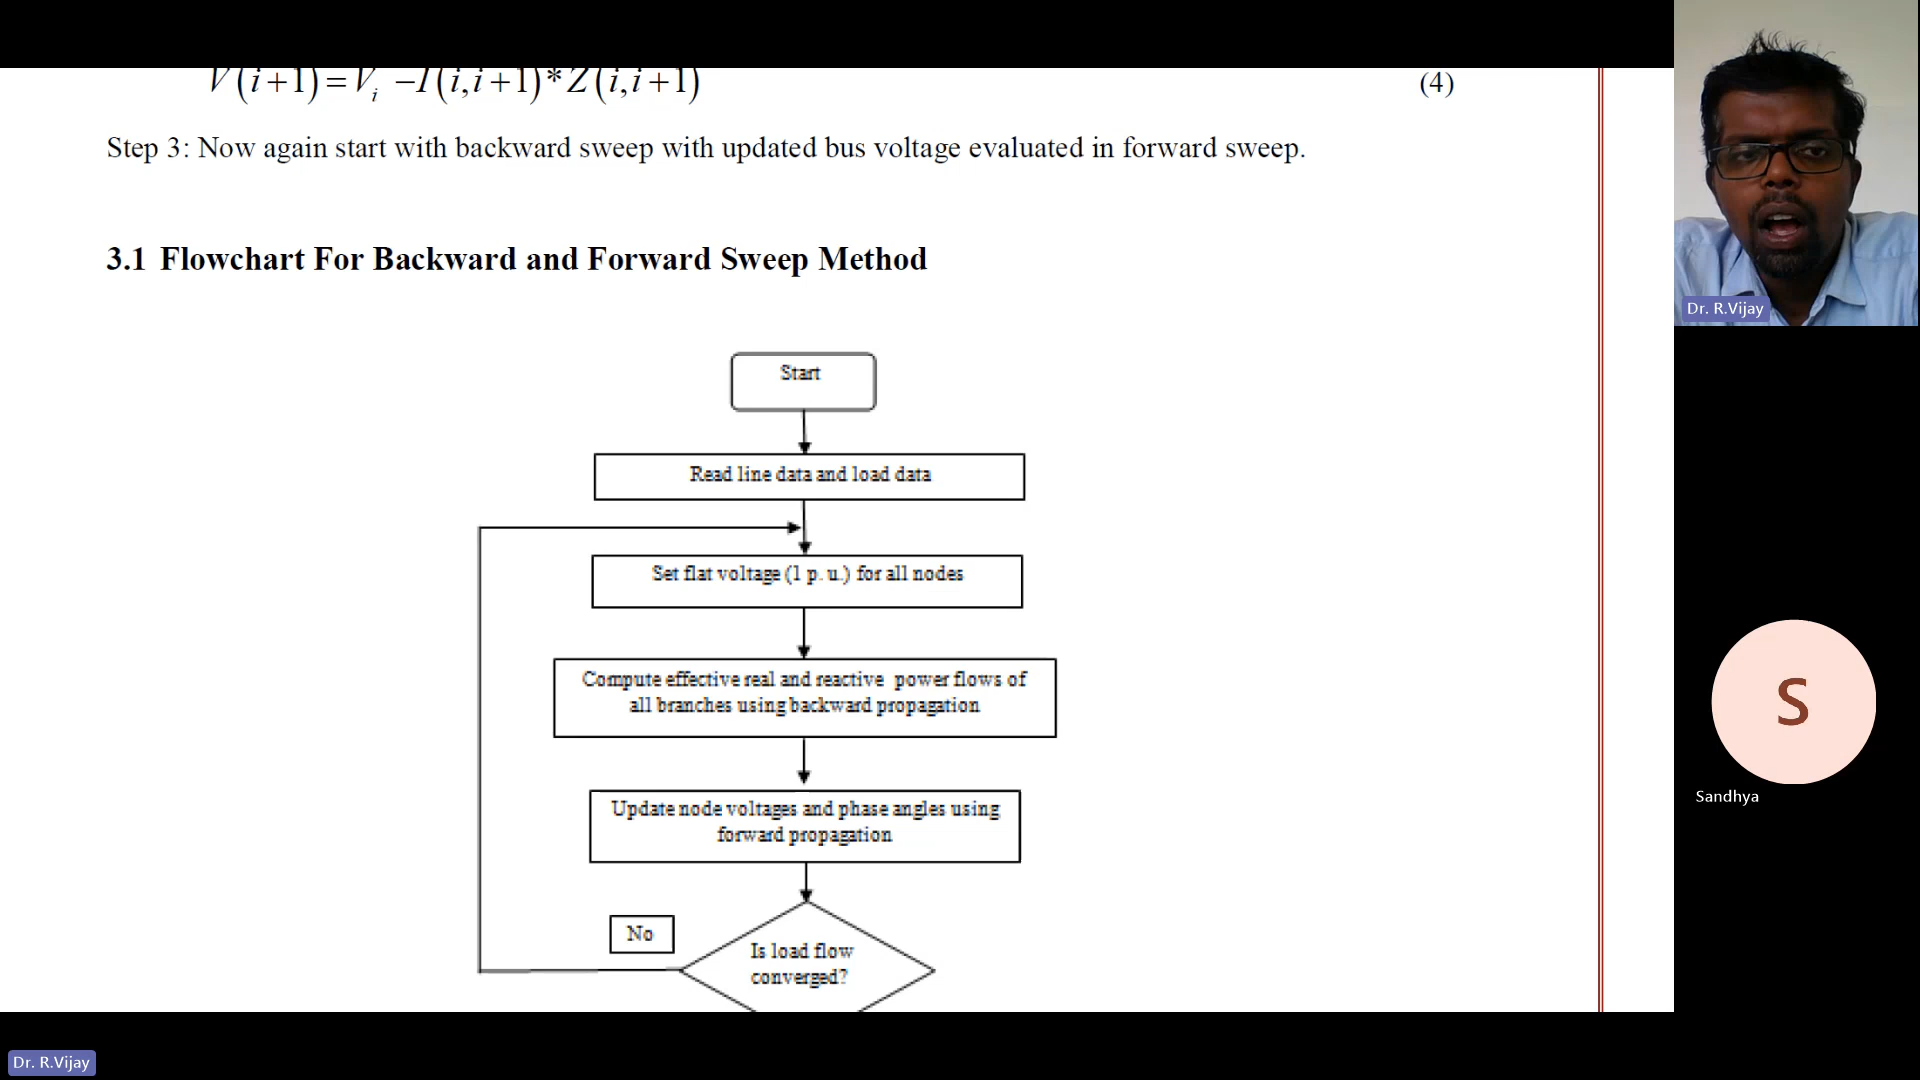 V(i+1)=Vi −I(i,i+1)*Z(i,i+1) (4)
Step 3: Now again start with backward sweep with updated bus voltage evaluated in forward sweep.
3.1 Flowchart For Backward and Forward Sweep Method
Start
Read line data and load data
Set flat voltage (1 p. u.) for all nodes
Compute effective real and reactive power flows of
all branches using backward propagation
Update node voltages and phase angles using
forward propagation
No
Is load flow
converged?
Dr. R.Vijay
S
Sandhya
Dr. R.Vijay